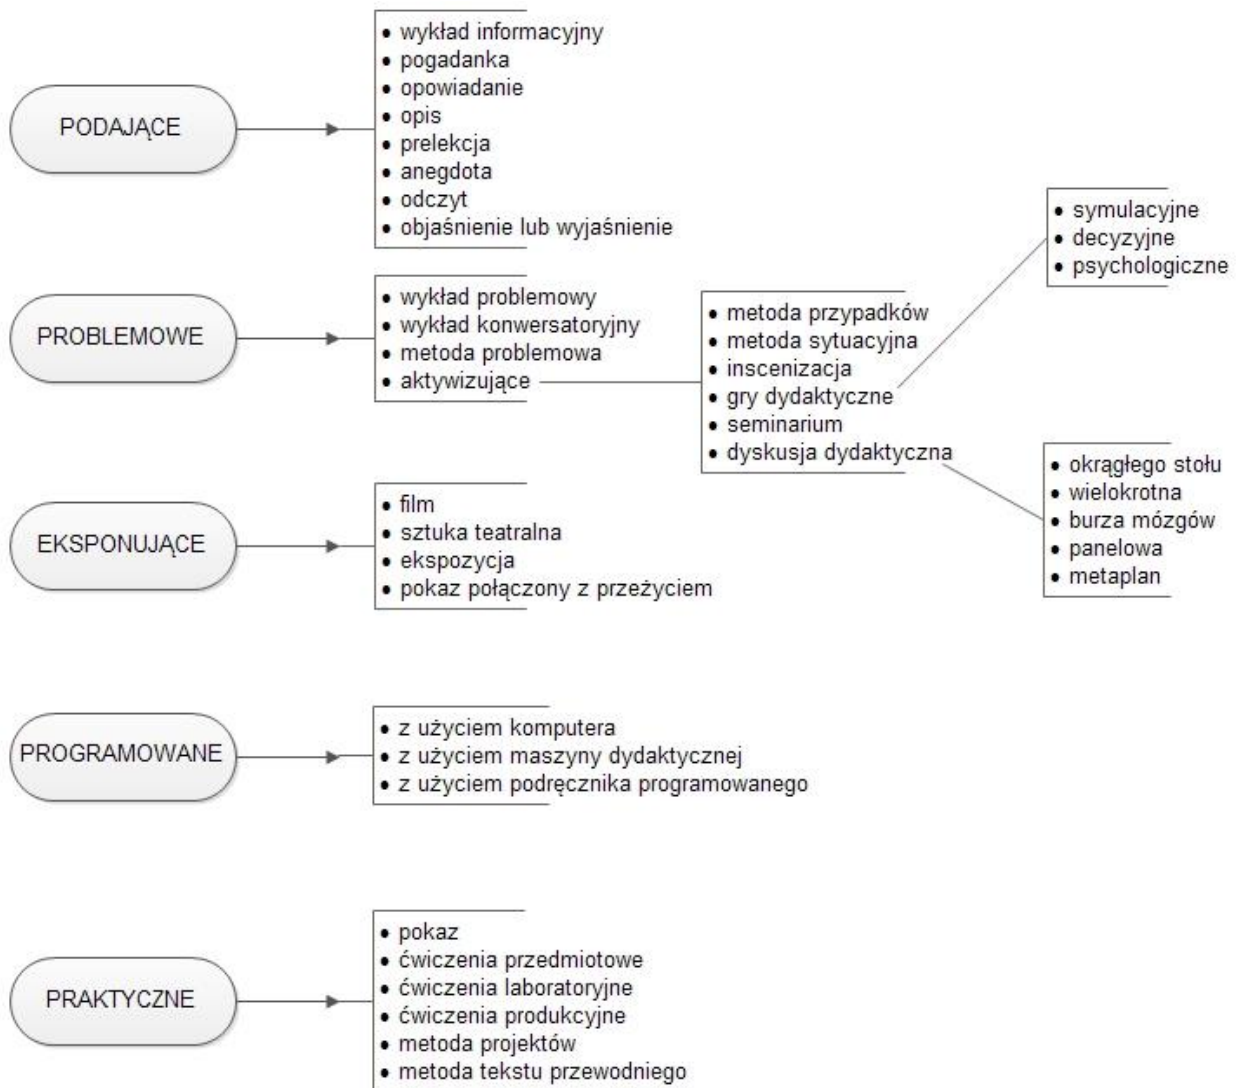 PODAJĄCE
• wykład informacyjny
• pogadanka
• opowiadanie
• opis
• prelekcja
• anegdota
• odczyt
• objaśnienie lub wyjaśnienie
PROBLEMOWE
• wykład problemowy
• wykład konwersatoryjny
• metoda problemowa
• aktywizujące
• metoda przypadków
• metoda sytuacyjna
• inscenizacja
• gry dydaktyczne
• seminarium
• dyskusja dydaktyczna
• symulacyjne
• decyzyjne
• psychologiczne
• okrągłego stołu
• wielokrotna
• burza mózgów
• panelowa
• metaplan
EKSPONUJĄCE
• film
• sztuka teatralna
• ekspozycja
• pokaz połączony z przeżyciem
PROGRAMOWANE
• z użyciem komputera
• z użyciem maszyny dydaktycznej
• z użyciem podręcznika programowanego
PRAKTYCZNE
• pokaz
• ćwiczenia przedmiotowe
• ćwiczenia laboratoryjne
• ćwiczenia produkcyjne
• metoda projektów
• metoda tekstu przewodniego